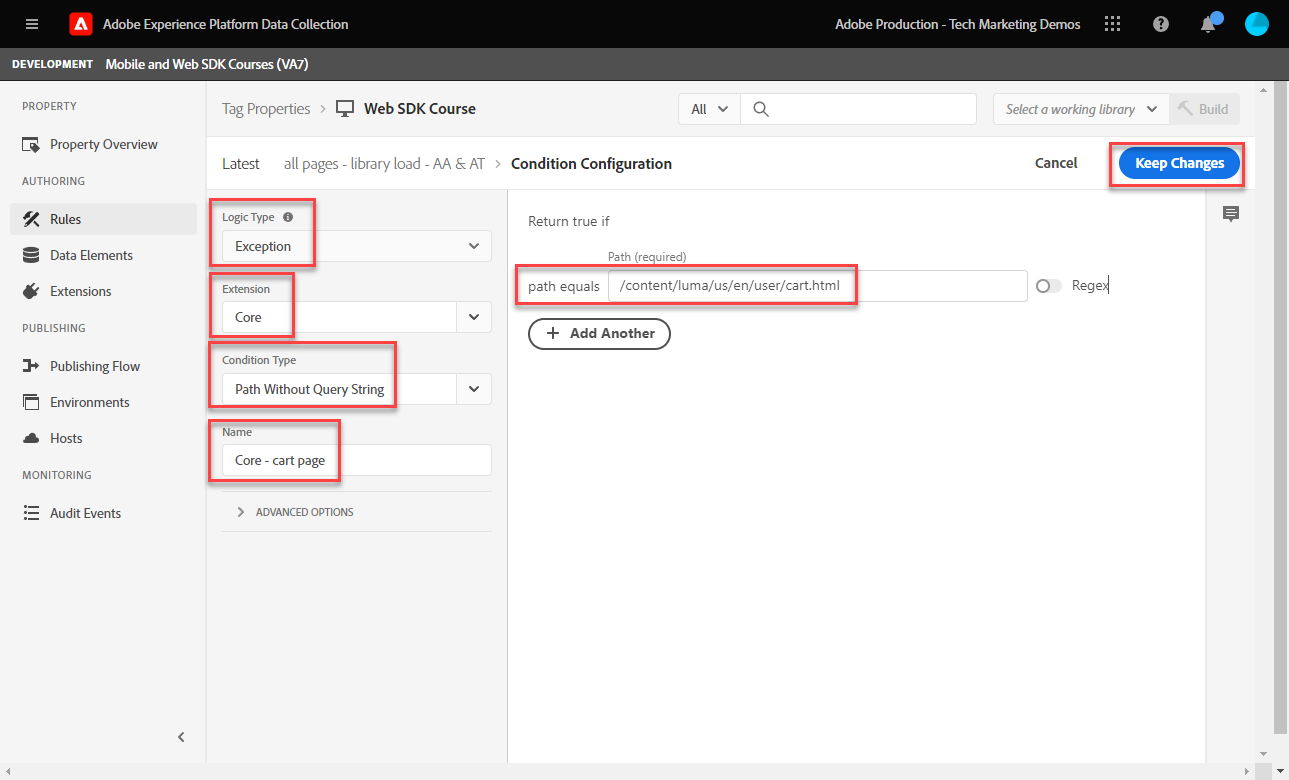 Adobe Experience Platform Data Collection
Adobe Production - Tech Marketing Demos
DEVELOPMENT Mobile and Web SDK Courses (VA7)
PROPERTY
Property Overview
AUTHORING
Rules
Data Elements
Extensions
PUBLISHING
Publishing Flow
Environments
Hosts
MONITORING
Audit Events
Tag Properties > Web SDK Course
All
Select a working library
Build
Latest all pages - library load - AA & AT > Condition Configuration
Cancel
Keep Changes
Logic Type
Exception
Extension
Core
Condition Type
Path Without Query String
Name
Core - cart page
ADVANCED OPTIONS
Return true if
Path (required)
path equals /content/luma/us/en/user/cart.html
Regex
Add Another